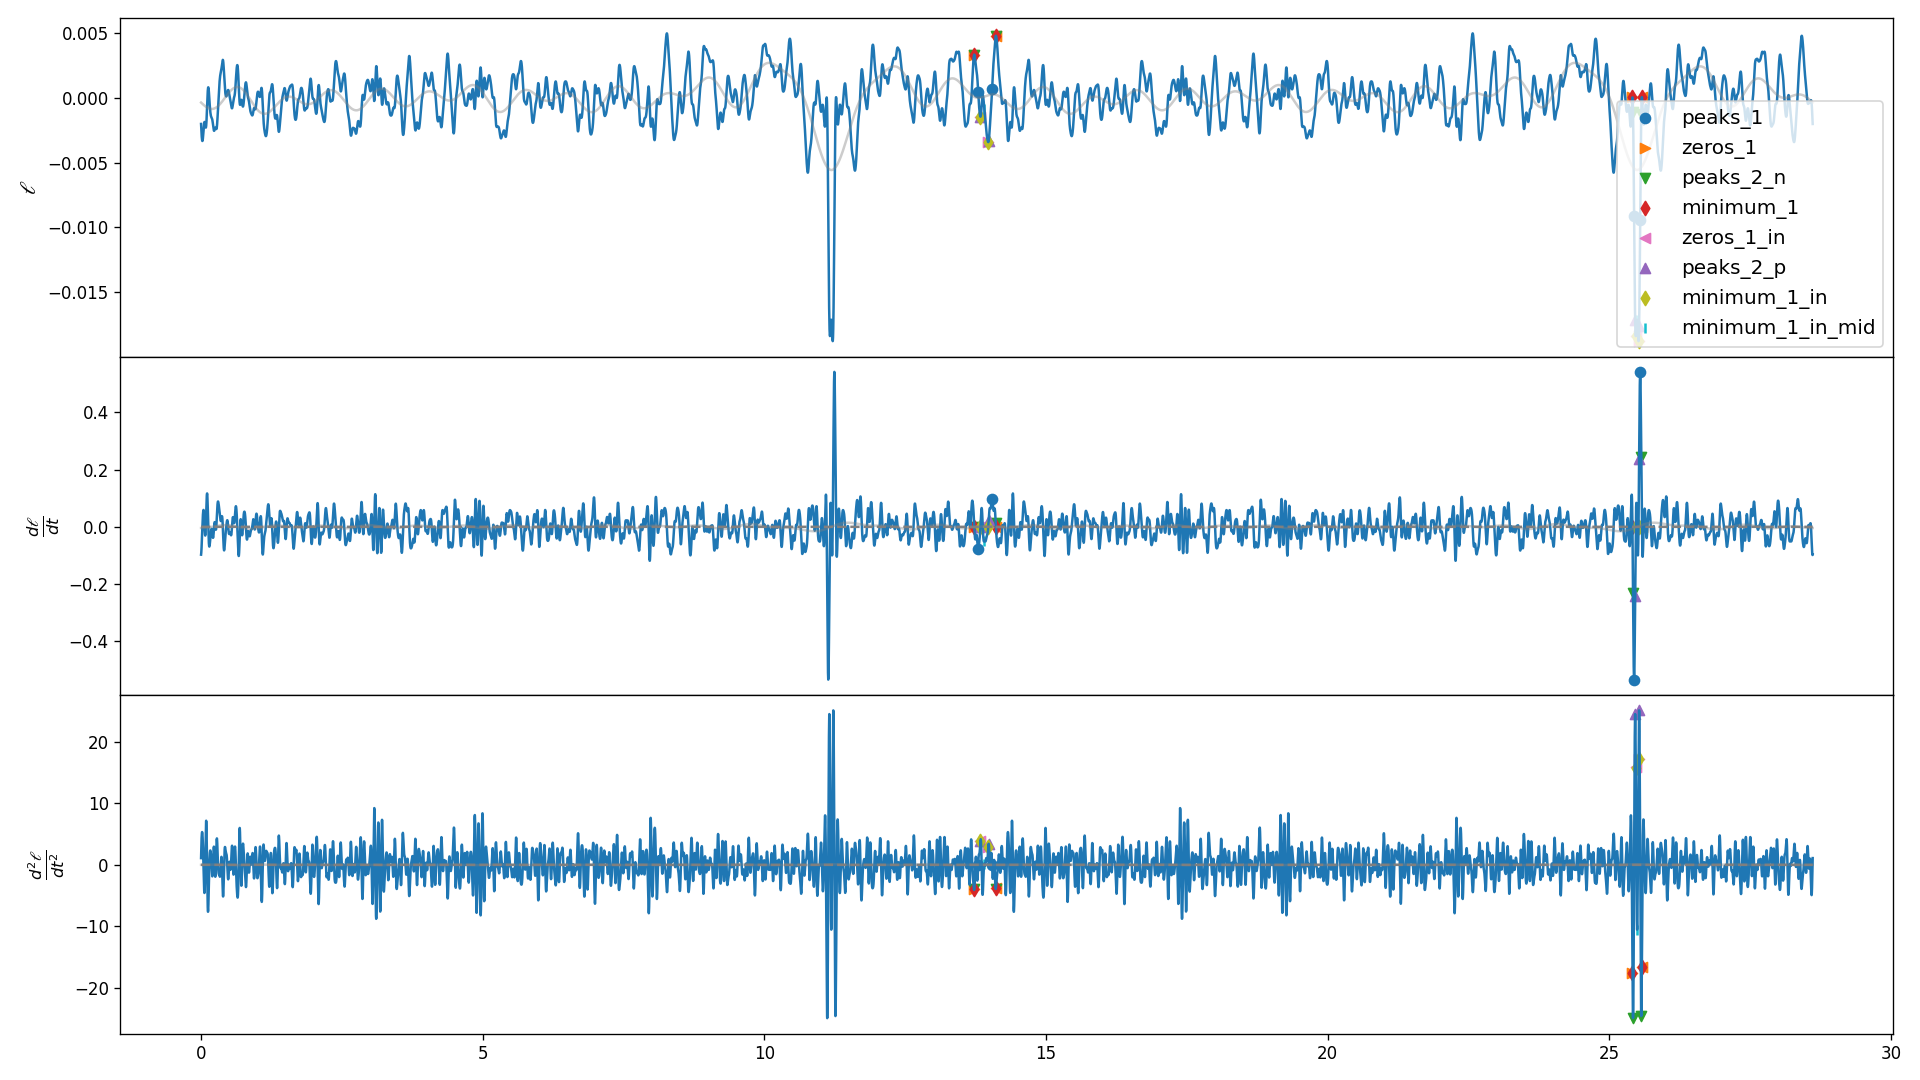 0.005
0.000
−0.005
−0.010
−0.015
ℓ
peaks_1
zeros_1
peaks_2_n
minimum_1
zeros_1_in
peaks_2_p
minimum_1_in
minimum_1_in_mid
0.4
0.2
0.0
−0.2
−0.4
dℓ
dt
20
10
0
−10
−20
d²ℓ
dt²
0 5 10 15 20 25 30